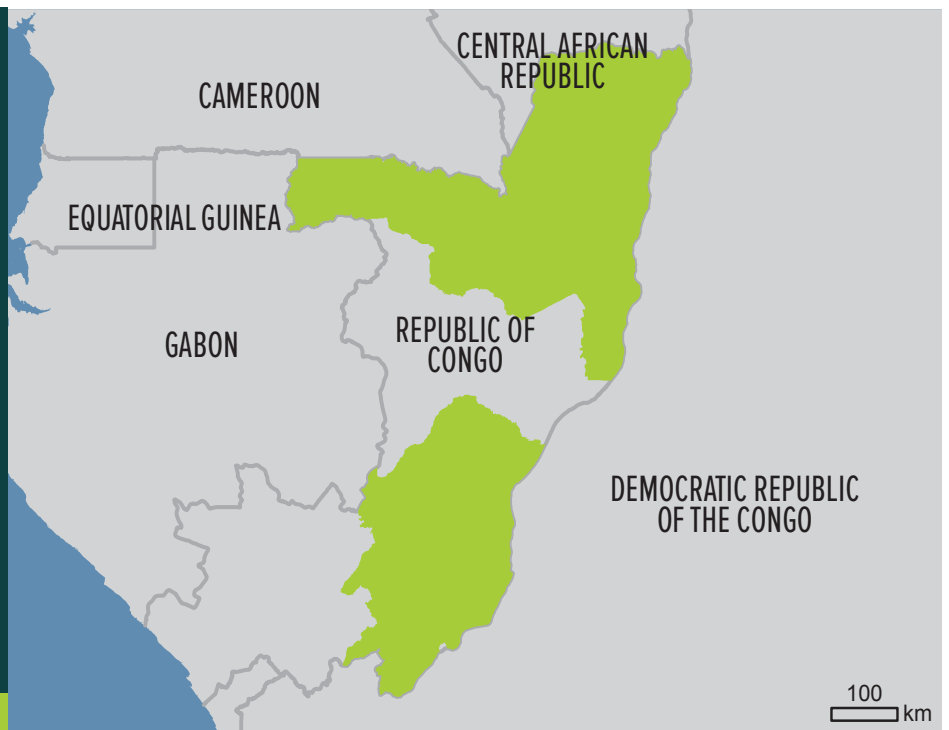 CENTRAL AFRICAN
REPUBLIC
CAMEROON
EQUATORIAL GUINEA
REPUBLIC OF
CONGO
GABON
DEMOCRATIC REPUBLIC
OF THE CONGO
100
km